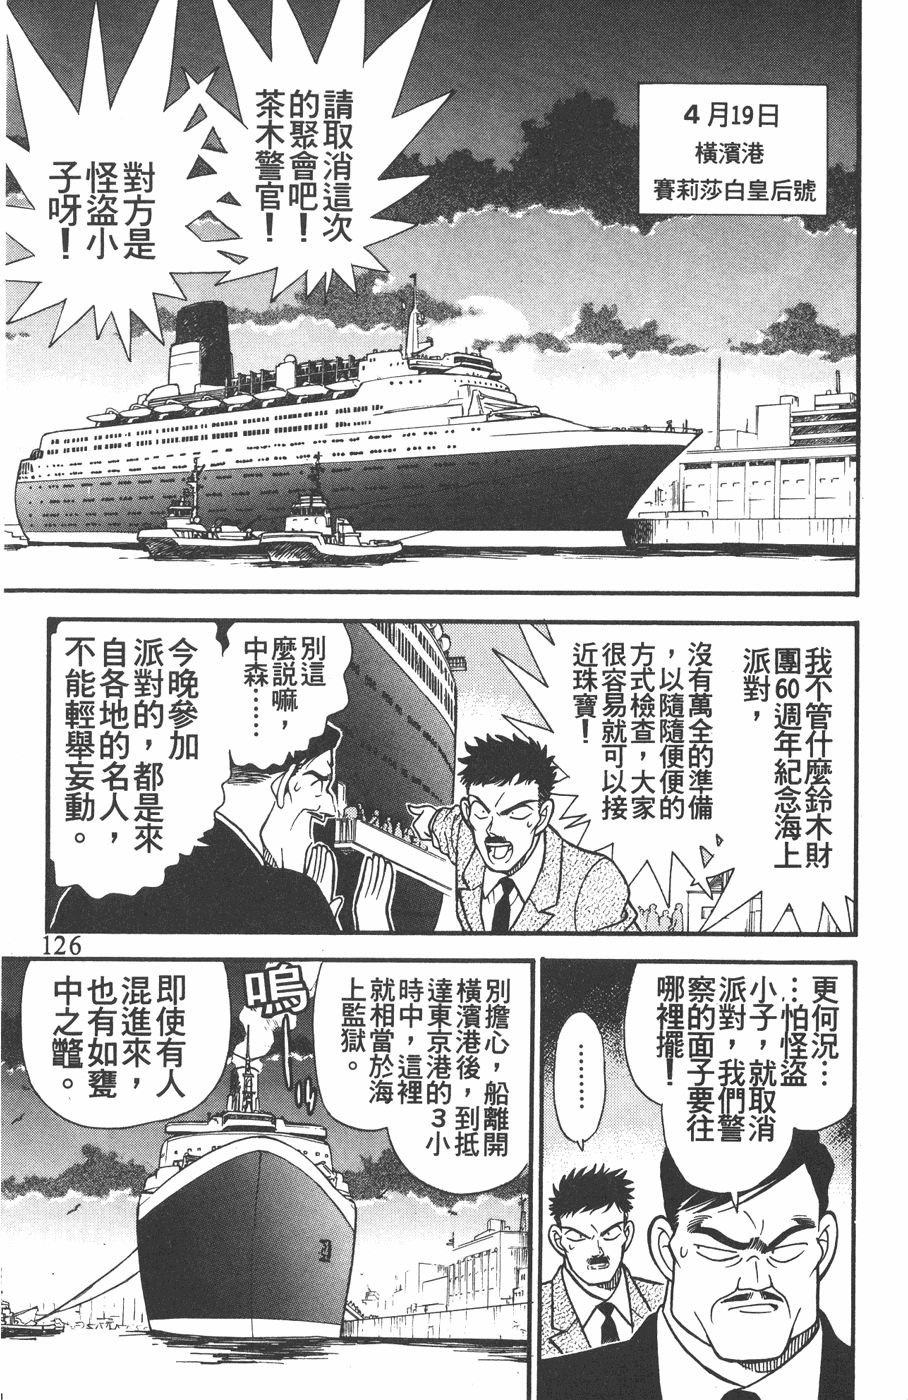 4月19日
橫濱港
賽莉莎白皇后號
請取消這次
的聚會吧！
茶木警官！
對方是
怪盜小
子呀！
我不管什麼鈴木財
團60週年紀念海上
派對，
沒有萬全的準備
，以隨隨便便的
方式檢查，大家
很容易就可以接
近珠寶！
別這
麼說嘛，
中森……
今晚參加
派對的，都是來
自各地的名人，
不能輕舉妄動。
126
更何況…
…怕怪盜
小子，就取消
派對，我們警
察的面子要往
哪裡擺！
………
別擔心，船離開
橫濱港後，到抵
達東京港的3小
時中，這裡
就相當於海
上監獄。
嗚
即使有人
混進來，
也有如甕
中之鱉。